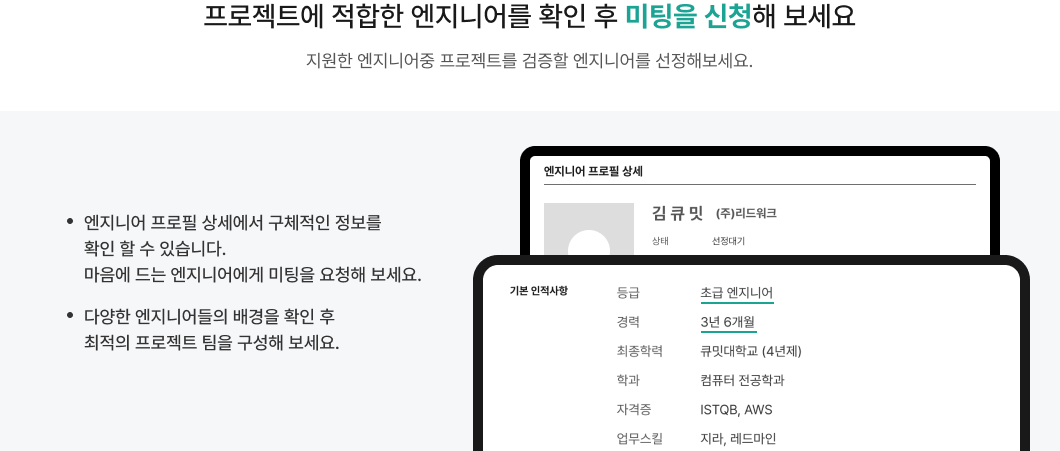 프로젝트에 적합한 엔지니어를 확인 후 미팅을 신청해 보세요
지원한 엔지니어중 프로젝트를 검증할 엔지니어를 선정해보세요.
• 엔지니어 프로필 상세에서 구체적인 정보를
확인 할 수 있습니다.
마음에 드는 엔지니어에게 미팅을 요청해 보세요.
• 다양한 엔지니어들의 배경을 확인 후
최적의 프로젝트 팀을 구성해 보세요.
엔지니어 프로필 상세
김 큐 밋 (주)리드워크
상태 선정대기
기본 인적사항 등급 초급 엔지니어
경력 3년 6개월
최종학력 큐밋대학교 (4년제)
학과 컴퓨터 전공학과
자격증 ISTQB, AWS
업무스킬 지라, 레드마인